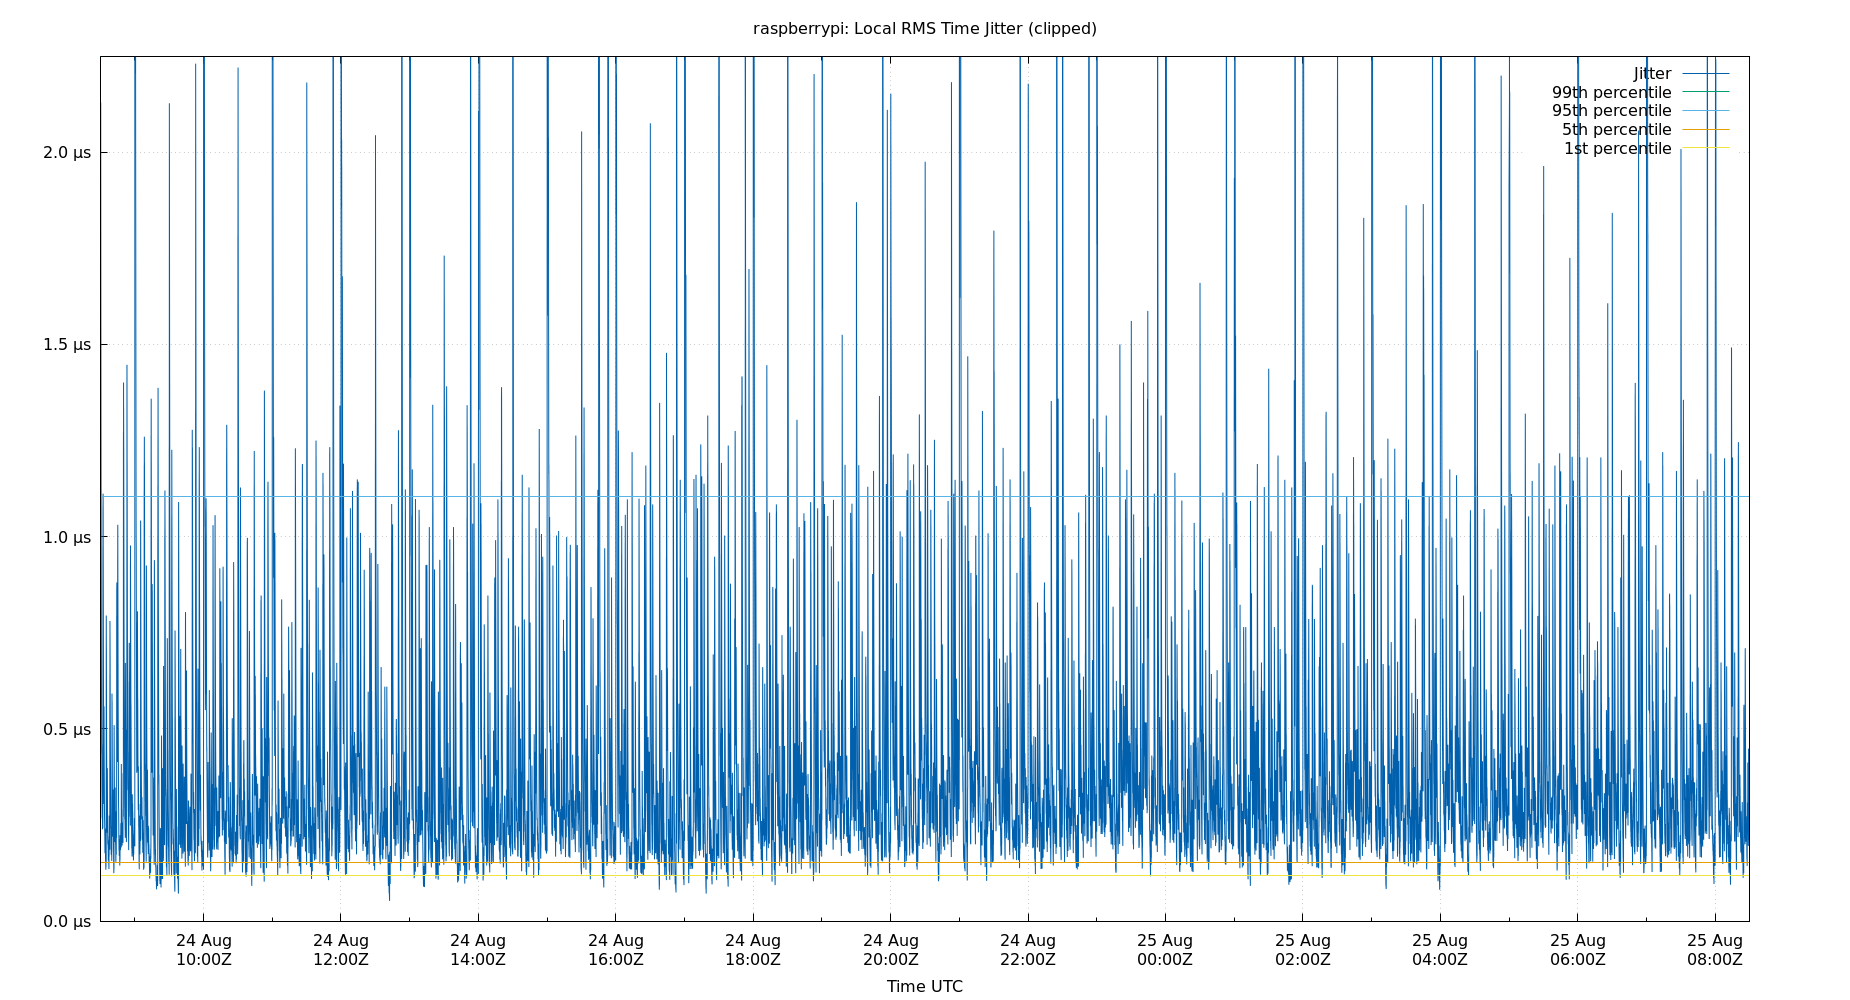 raspberrypi: Local RMS Time Jitter (clipped)
Jitter
99th percentile
95th percentile
5th percentile
1st percentile
2.0 µs
1.5 µs
1.0 µs
0.5 µs
0.0 µs
24 Aug 24 Aug 24 Aug 24 Aug 24 Aug 24 Aug 24 Aug 25 Aug 25 Aug 25 Aug 25 Aug 25 Aug
10:00Z 12:00Z 14:00Z 16:00Z 18:00Z 20:00Z 22:00Z 00:00Z 02:00Z 04:00Z 06:00Z 08:00Z
Time UTC